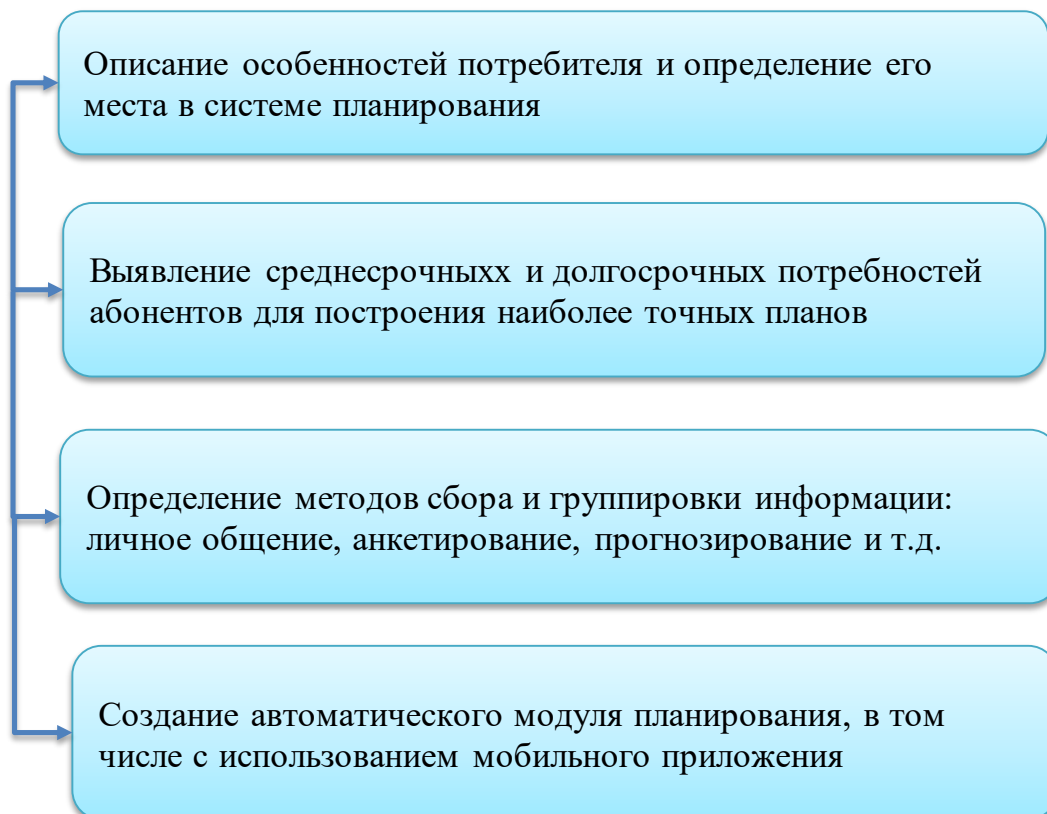 Описание особенностей потребителя и определение его
места в системе планирования
Выявление среднесрочныхх и долгосрочных потребностей
абонентов для построения наиболее точных планов
Определение методов сбора и группировки информации:
личное общение, анкетирование, прогнозирование и т.д.
Создание автоматического модуля планирования, в том
числе с использованием мобильного приложения